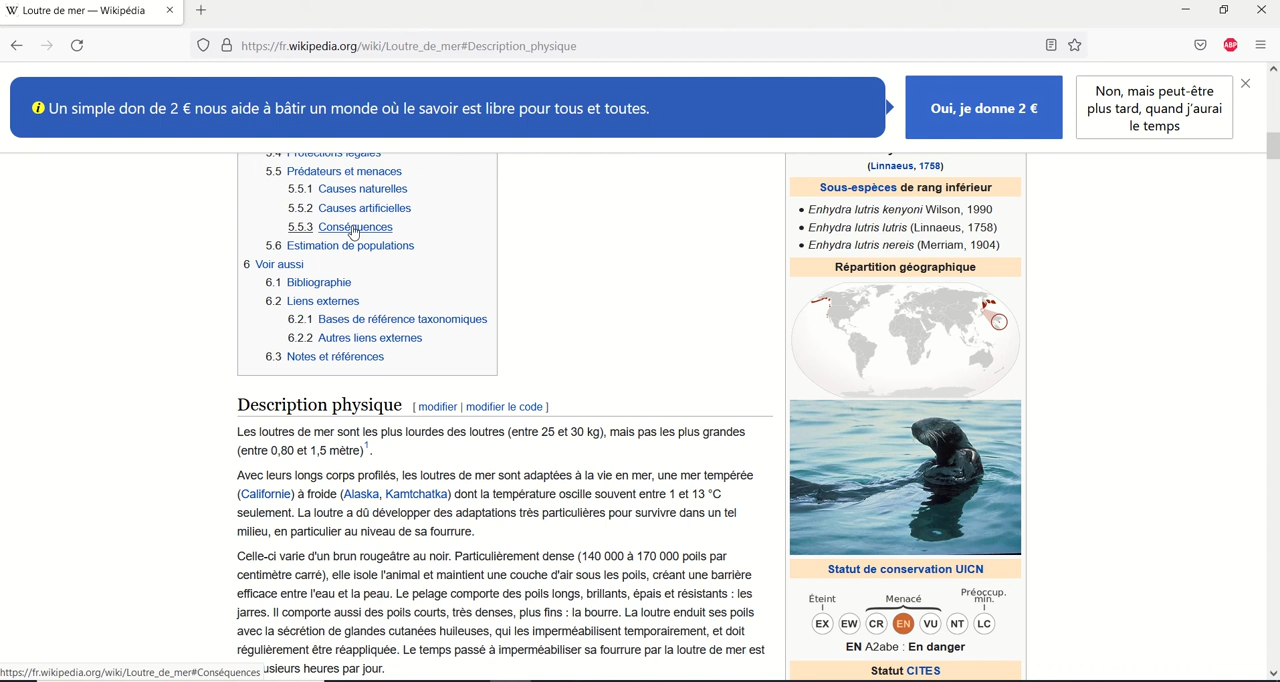 Loutre de mer — Wikipédia
https://fr.wikipedia.org/wiki/Loutre_de_mer#Description_physique
ABP
Un simple don de 2 € nous aide à bâtir un monde où le savoir est libre pour tous et toutes.
Oui, je donne 2 €
Non, mais peut-être
plus tard, quand j'aurai
le temps
5.4 Protections légales
5.5 Prédateurs et menaces
5.5.1 Causes naturelles
5.5.2 Causes artificielles
5.5.3 Conséquences
5.6 Estimation de populations
6 Voir aussi
6.1 Bibliographie
6.2 Liens externes
6.2.1 Bases de référence taxonomiques
6.2.2 Autres liens externes
6.3 Notes et références
Description physique [ modifier | modifier le code ]
Les loutres de mer sont les plus lourdes des loutres (entre 25 et 30 kg), mais pas les plus grandes
(entre 0,80 et 1,5 mètre)1.
Avec leurs longs corps profilés, les loutres de mer sont adaptées à la vie en mer, une mer tempérée
(Californie) à froide (Alaska, Kamtchatka) dont la température oscille souvent entre 1 et 13 °C
seulement. La loutre a dû développer des adaptations très particulières pour survivre dans un tel
milieu, en particulier au niveau de sa fourrure.
Celle-ci varie d'un brun rougeâtre au noir. Particulièrement dense (140 000 à 170 000 poils par
centimètre carré), elle isole l'animal et maintient une couche d'air sous les poils, créant une barrière
efficace entre l'eau et la peau. Le pelage comporte des poils longs, brillants, épais et résistants : les
jarres. Il comporte aussi des poils courts, très denses, plus fins : la bourre. La loutre enduit ses poils
avec la sécrétion de glandes cutanées huileuses, qui les imperméabilisent temporairement, et doit
régulièrement être réappliquée. Le temps passé à imperméabiliser sa fourrure par la loutre de mer est
usieurs heures par jour.
https://fr.wikipedia.org/wiki/Loutre_de_mer#Conséquences
(Linnaeus, 1758)
Sous-espèces de rang inférieur
• Enhydra lutris kenyoni Wilson, 1990
• Enhydra lutris lutris (Linnaeus, 1758)
• Enhydra lutris nereis (Merriam, 1904)
Répartition géographique
Statut de conservation UICN
Éteint Menacé Préoccup.
min.
EX EW CR EN VU NT LC
EN A2abe : En danger
Statut CITES